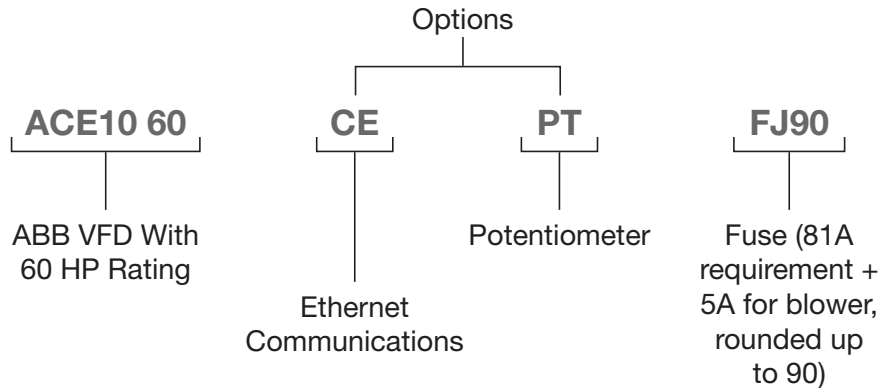 Options
ACE10 60
CE
PT
FJ90
ABB VFD With
60 HP Rating
Ethernet
Communications
Potentiometer
Fuse (81A
requirement +
5A for blower,
rounded up
to 90)